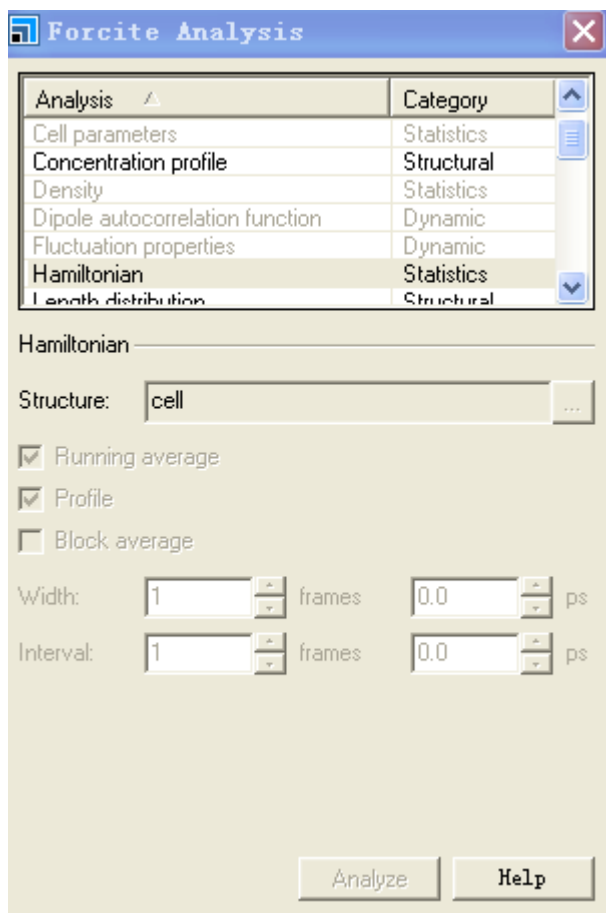 Forcite Analysis
Analysis Category
Cell parameters Statistics
Concentration profile Structural
Density Statistics
Dipole autocorrelation function Dynamic
Fluctuation properties Dynamic
Hamiltonian Statistics
Length distribution Structural
Hamiltonian
Structure: cell ...
Running average
Profile
Block average
Width: 1 frames 0.0 ps
Interval: 1 frames 0.0 ps
Analyze Help